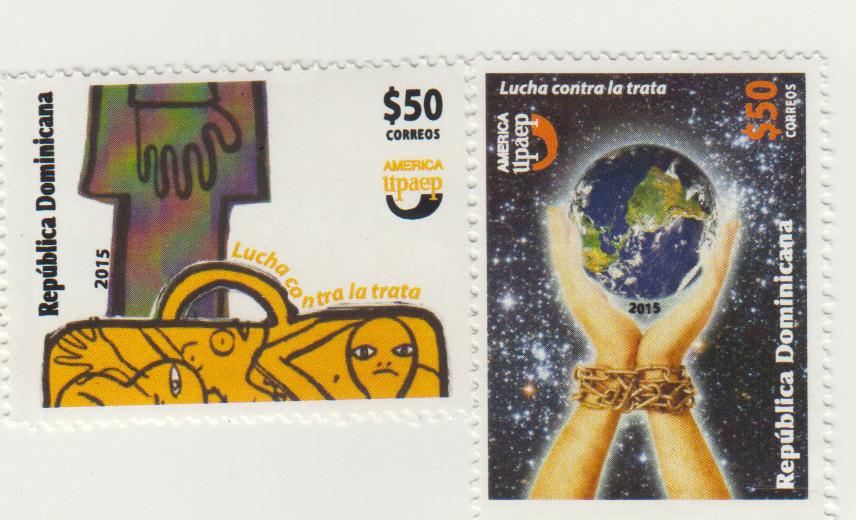 República Dominicana
2015
$50
CORREOS
AMERICA
upaep
Lucha contra la trata
Lucha contra la trata
$50
CORREOS
AMERICA
upaep
2015
República Dominicana